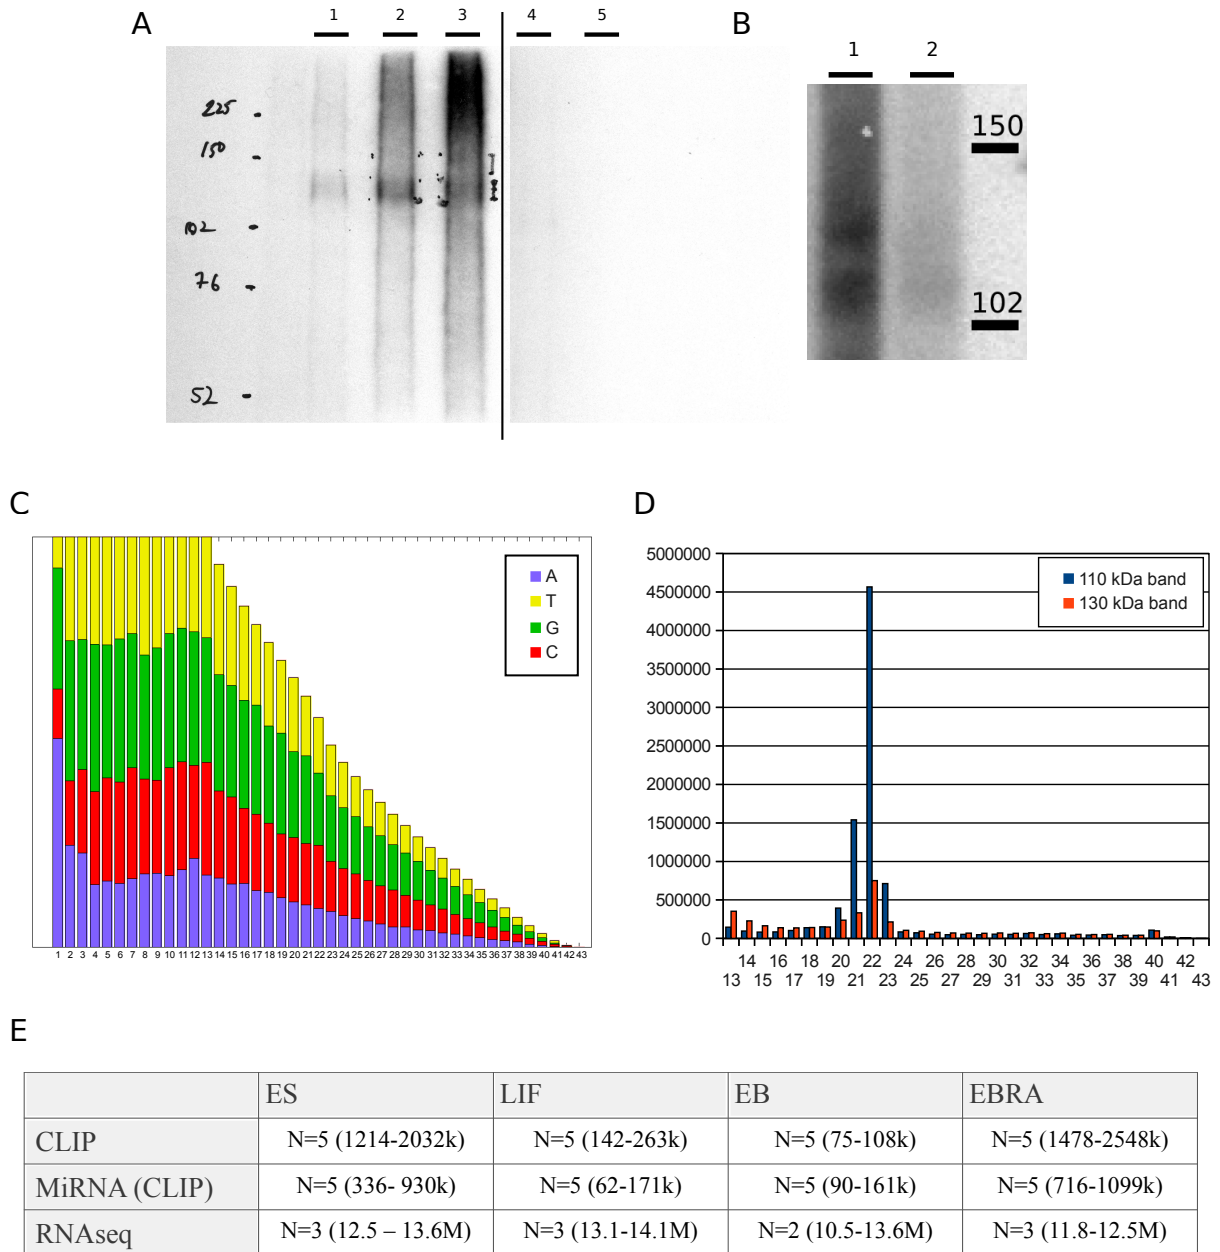 A
1 2 3 4 5
225
150
102
76
52
B
1 2
150
102
C
A
T
G
C
1 2 3 4 5 6 7 8 9 10 11 12 13 14 15 16 17 18 19 20 21 22 23 24 25 26 27 28 29 30 31 32 33 34 35 36 37 38 39 40 41 42 43
D
5000000
4500000
4000000
3500000
3000000
2500000
2000000
1500000
1000000
500000
0
110 kDa band
130 kDa band
14 16 18 20 22 24 26 28 30 32 34 36 38 40 42
13 15 17 19 21 23 25 27 29 31 33 35 37 39 41 43
E
ES LIF EB EBRA
CLIP N=5 (1214-2032k) N=5 (142-263k) N=5 (75-108k) N=5 (1478-2548k)
MiRNA (CLIP) N=5 (336- 930k) N=5 (62-171k) N=5 (90-161k) N=5 (716-1099k)
RNAseq N=3 (12.5 – 13.6M) N=3 (13.1-14.1M) N=2 (10.5-13.6M) N=3 (11.8-12.5M)